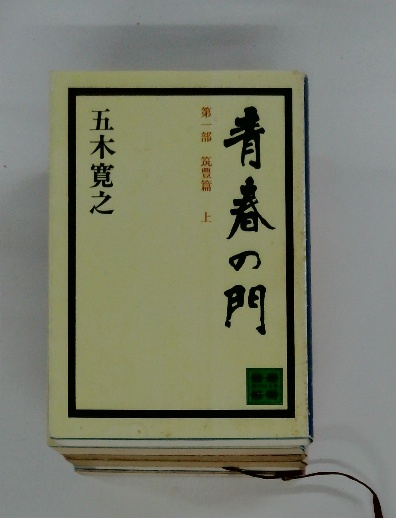 青春の門
第一部 筑豊篇 上
五木寛之